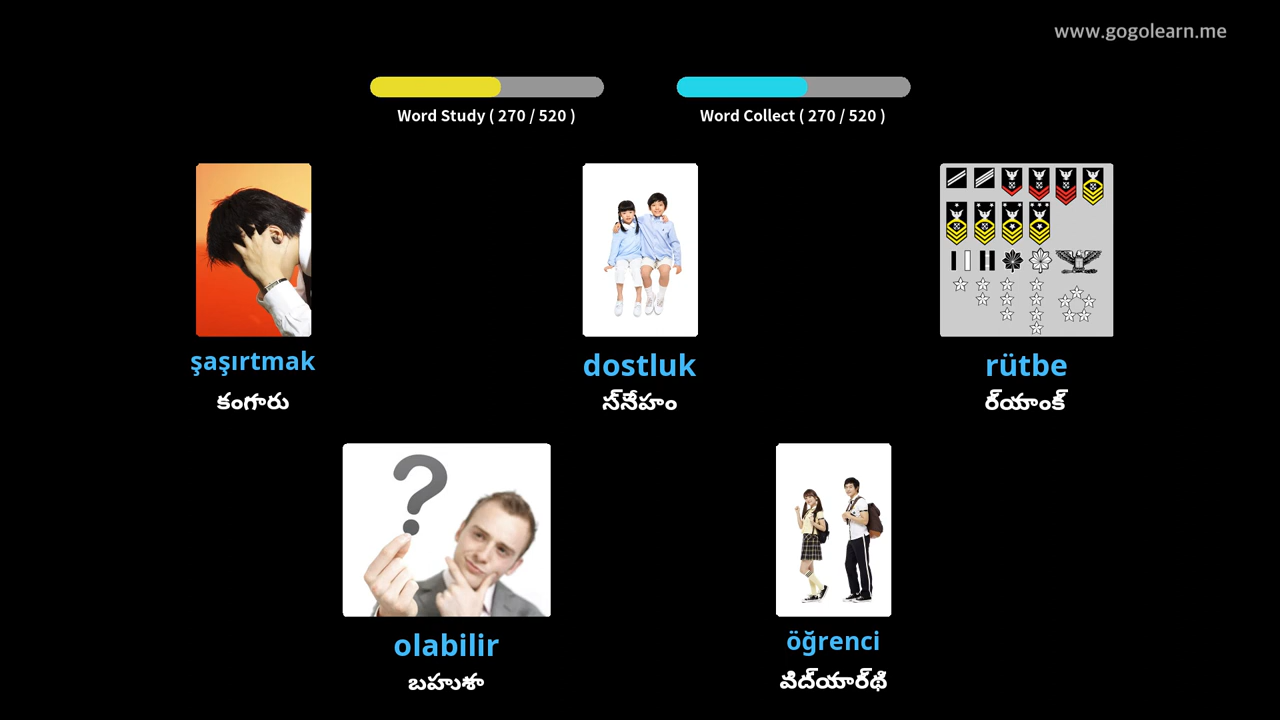 www.gogolearn.me
Word Study ( 270 / 520 )
Word Collect ( 270 / 520 )
şaşırtmak
కంగారు
dostluk
స్‌నేహం
rütbe
ర్‌యాంక్
olabilir
బహుశా
öğrenci
విద్‌యార్‌థి